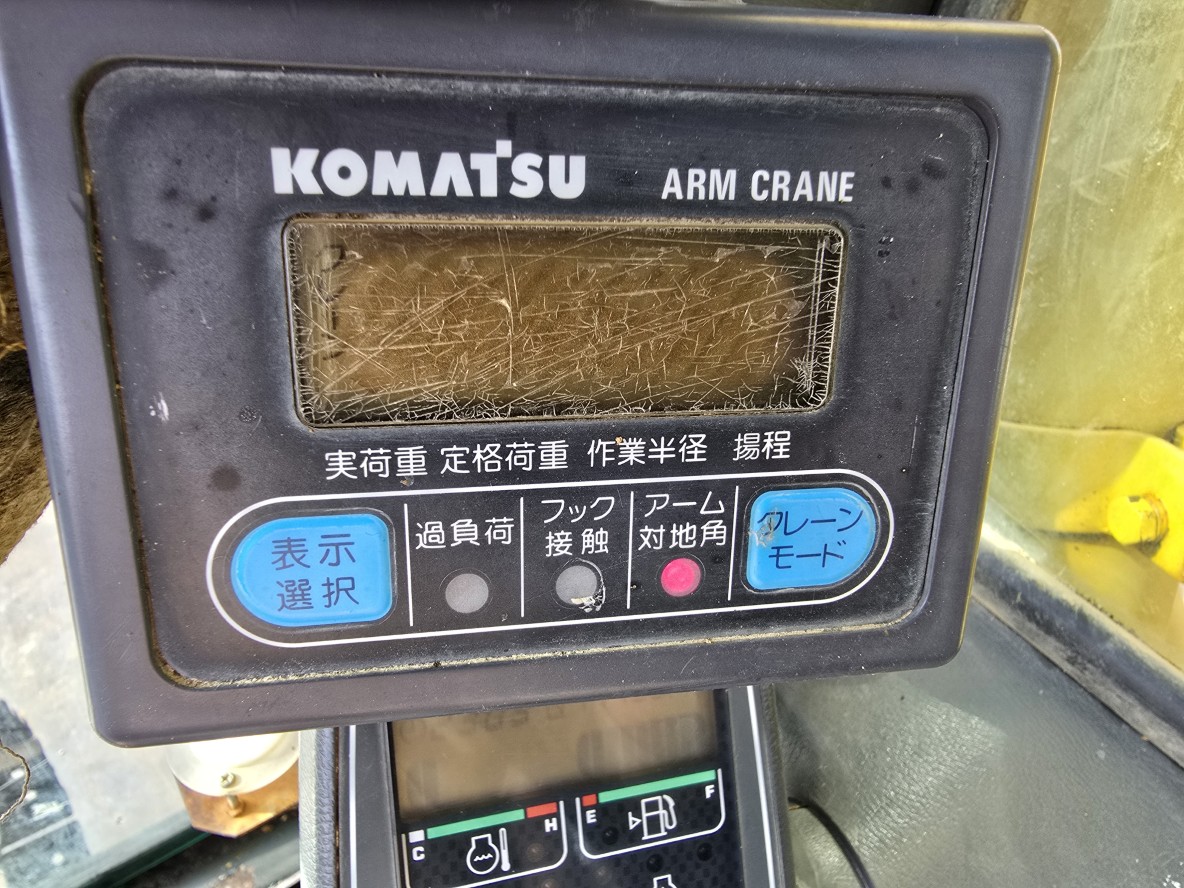 KOMATSU ARM CRANE
実荷重 定格荷重 作業半径 揚程
表示
選択
過負荷
フック
接触
アーム
対地角
クレーン
モード
C H
E F